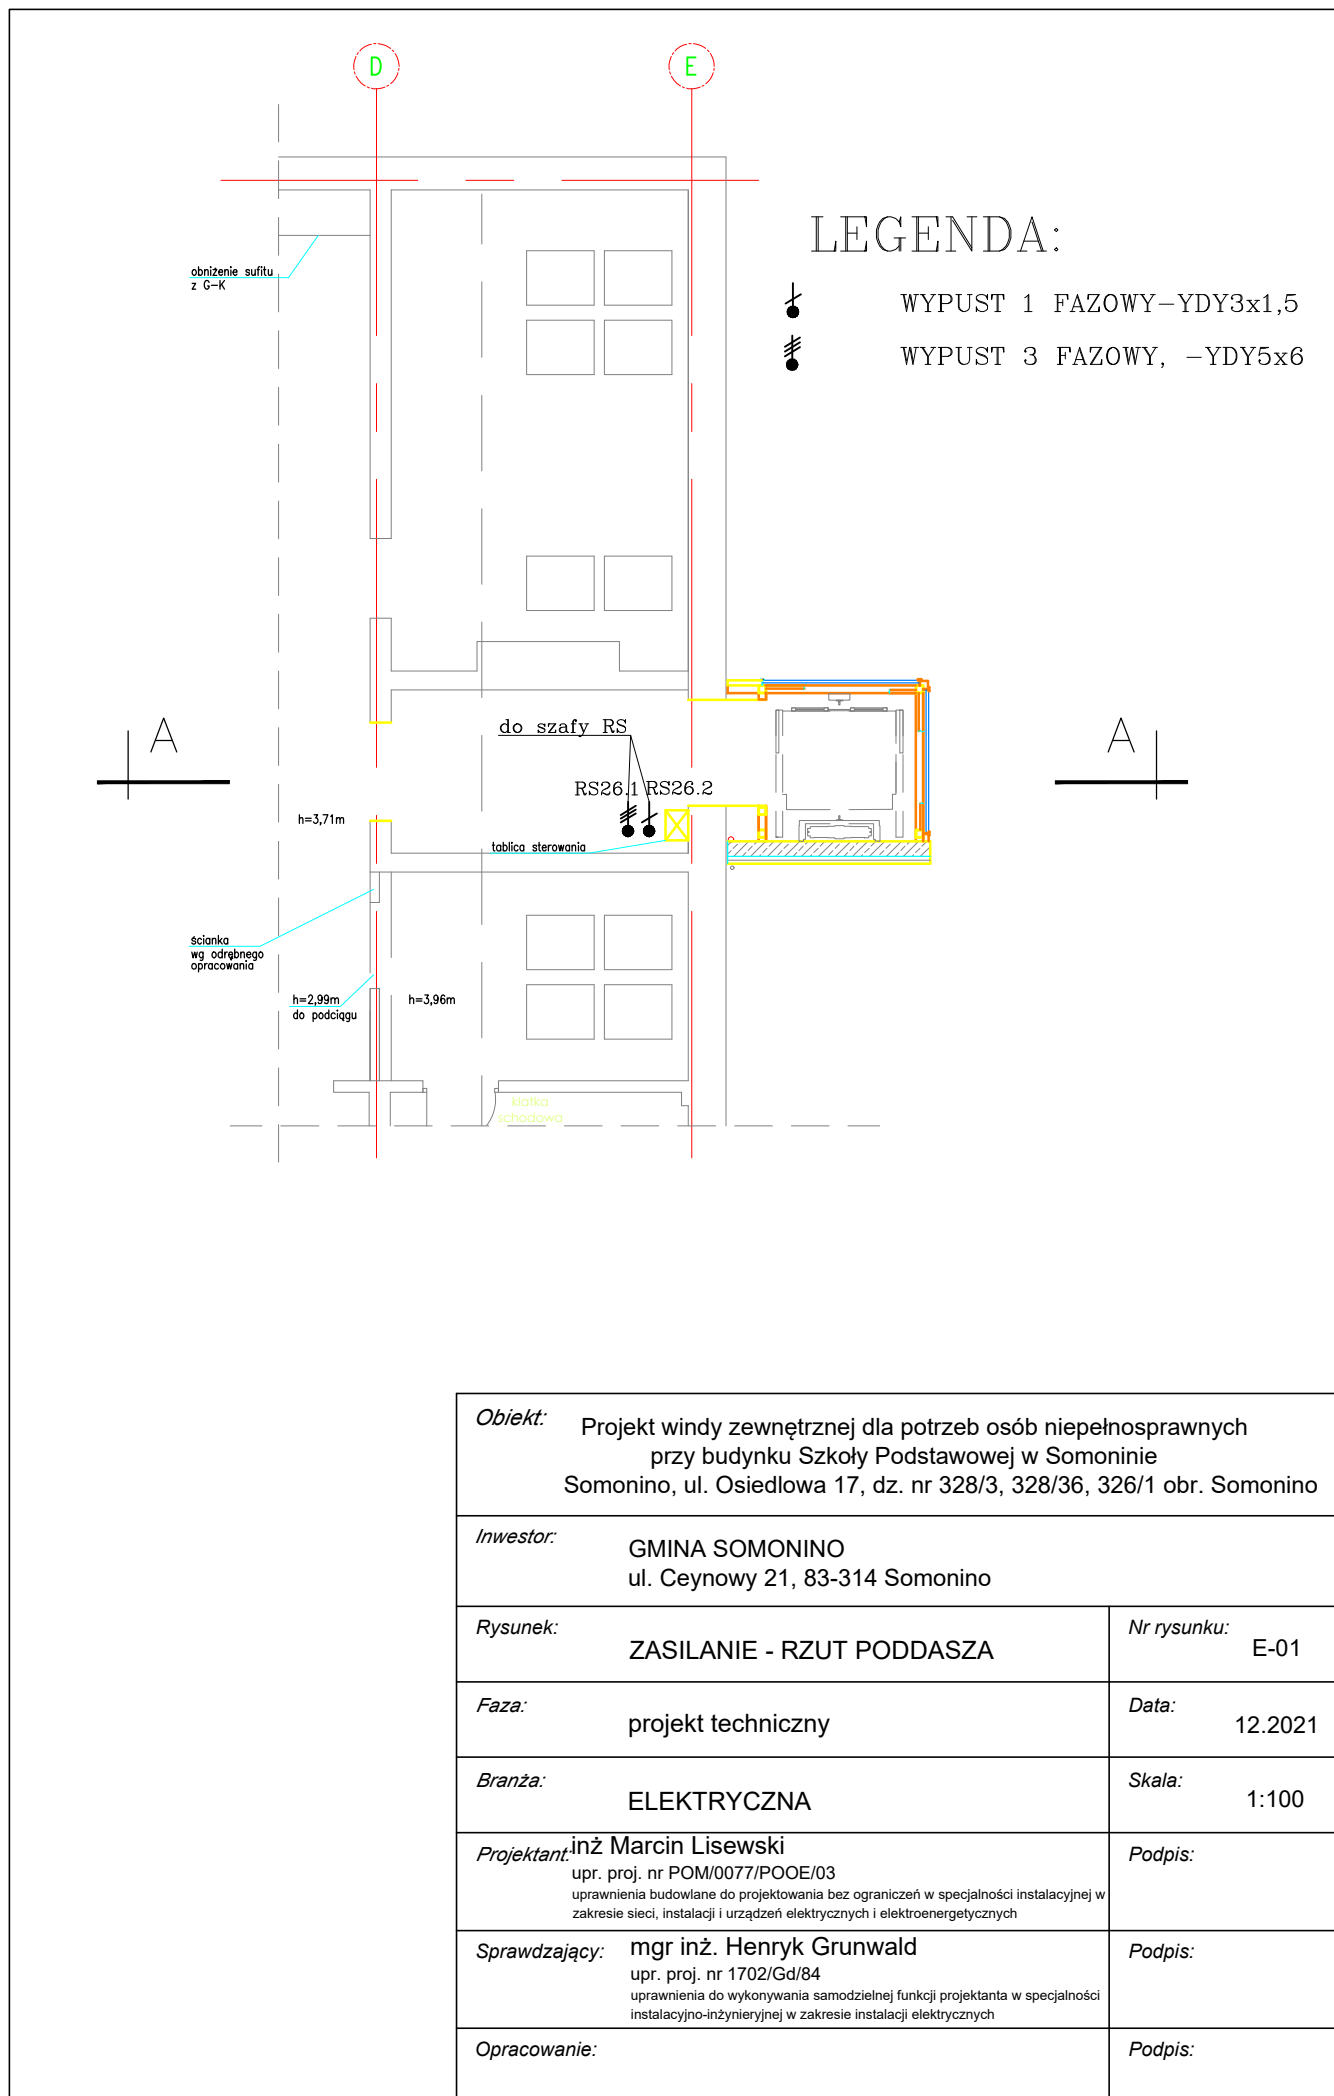 D
E
LEGENDA:
WYPUST 1 FAZOWY-YDY3x1,5
WYPUST 3 FAZOWY, -YDY5x6
obniżenie sufitu
z G-K
A
A
do szafy RS
RS26.1 RS26.2
h=3,71m
tablica sterowania
ścianka
wg odrębnego
opracowania
h=2,99m
do podciągu
h=3,96m
klatka
schodowa
Obiekt: Projekt windy zewnętrznej dla potrzeb osób niepełnosprawnych
przy budynku Szkoły Podstawowej w Somoninie
Somonino, ul. Osiedlowa 17, dz. nr 328/3, 328/36, 326/1 obr. Somonino
Inwestor: GMINA SOMONINO
ul. Ceynowy 21, 83-314 Somonino
Rysunek: ZASILANIE - RZUT PODDASZA
Nr rysunku: E-01
Faza: projekt techniczny
Data: 12.2021
Branża: ELEKTRYCZNA
Skala: 1:100
Projektant: inż Marcin Lisewski
upr. proj. nr POM/0077/POOE/03
uprawnienia budowlane do projektowania bez ograniczeń w specjalności instalacyjnej w
zakresie sieci, instalacji i urządzeń elektrycznych i elektroenergetycznych
Podpis:
Sprawdzający: mgr inż. Henryk Grunwald
upr. proj. nr 1702/Gd/84
uprawnienia do wykonywania samodzielnej funkcji projektanta w specjalności
instalacyjno-inżynieryjnej w zakresie instalacji elektrycznych
Podpis:
Opracowanie:
Podpis: